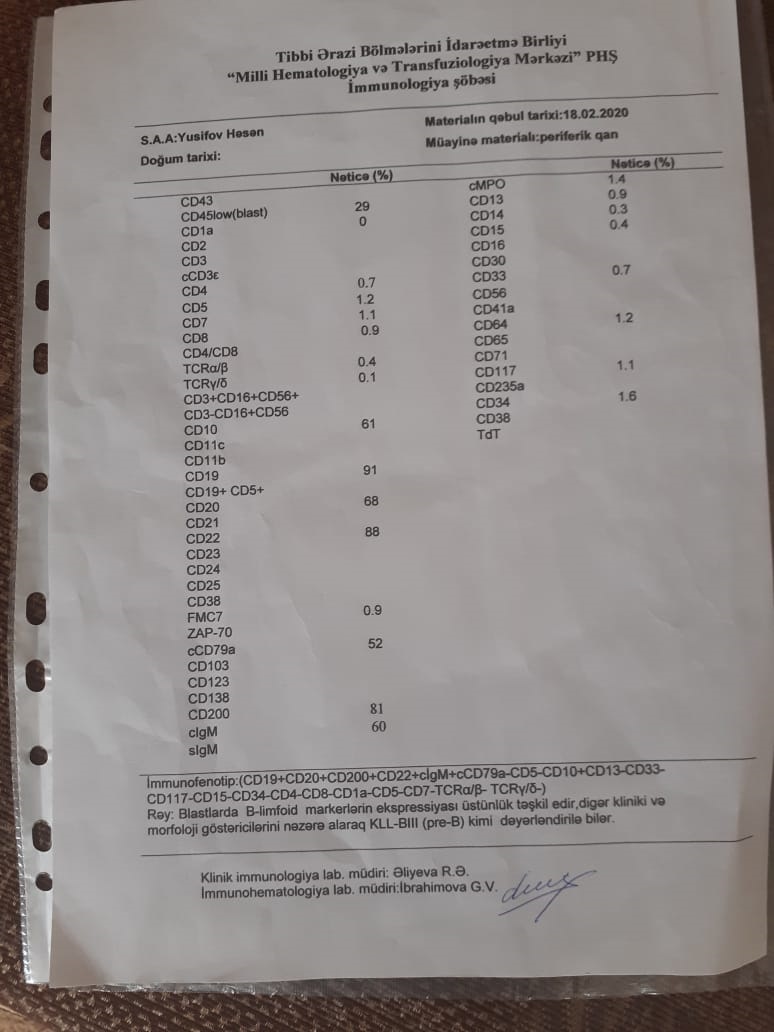 Tibbi Ərazi Bölmələrini İdarəetmə Birliyi
“Milli Hematologiya və Transfuziologiya Mərkəzi” PHŞ
İmmunologiya şöbəsi
S.A.A:Yusifov Həsən
Doğum tarixi:
Materialın qəbul tarixi:18.02.2020
Müayinə materialı:periferik qan
Nəticə (%)
CD43
CD45low(blast) 29
CD1a 0
CD2
CD3
cCD3ε
CD4 0.7
CD5 1.2
CD7 1.1
CD8 0.9
CD4/CD8
TCRα/β 0.4
TCRγ/δ 0.1
CD3+CD16+CD56+
CD3-CD16+CD56
CD10 61
CD11c
CD11b
CD19 91
CD19+ CD5+
CD20 68
CD21
CD22 88
CD23
CD24
CD25
CD38
FMC7 0.9
ZAP-70
cCD79a 52
CD103
CD123
CD138
CD200 81
cIgM 60
sIgM
Nəticə (%)
cMPO 1.4
CD13 0.9
CD14 0.3
CD15 0.4
CD16
CD30
CD33 0.7
CD56
CD41a
CD64 1.2
CD65
CD71
CD117 1.1
CD235a
CD34 1.6
CD38
TdT
İmmunofenotip:(CD19+CD20+CD200+CD22+cİgM+cCD79a-CD5-CD10+CD13-CD33-
CD117-CD15-CD34-CD4-CD8-CD1a-CD5-CD7-TCRα/β- TCRγ/δ-)
Rəy: Blastlarda B-limfoid markerlərin ekspressiyası üstünlük təşkil edir,digər kliniki və
morfoloji göstəricilərini nəzərə alaraq KLL-BIII (pre-B) kimi dəyərləndirilə bilər.
Klinik immunologiya lab. müdiri: Əliyeva R.Ə.
İmmunohematologiya lab. müdiri:İbrahimova G.V.